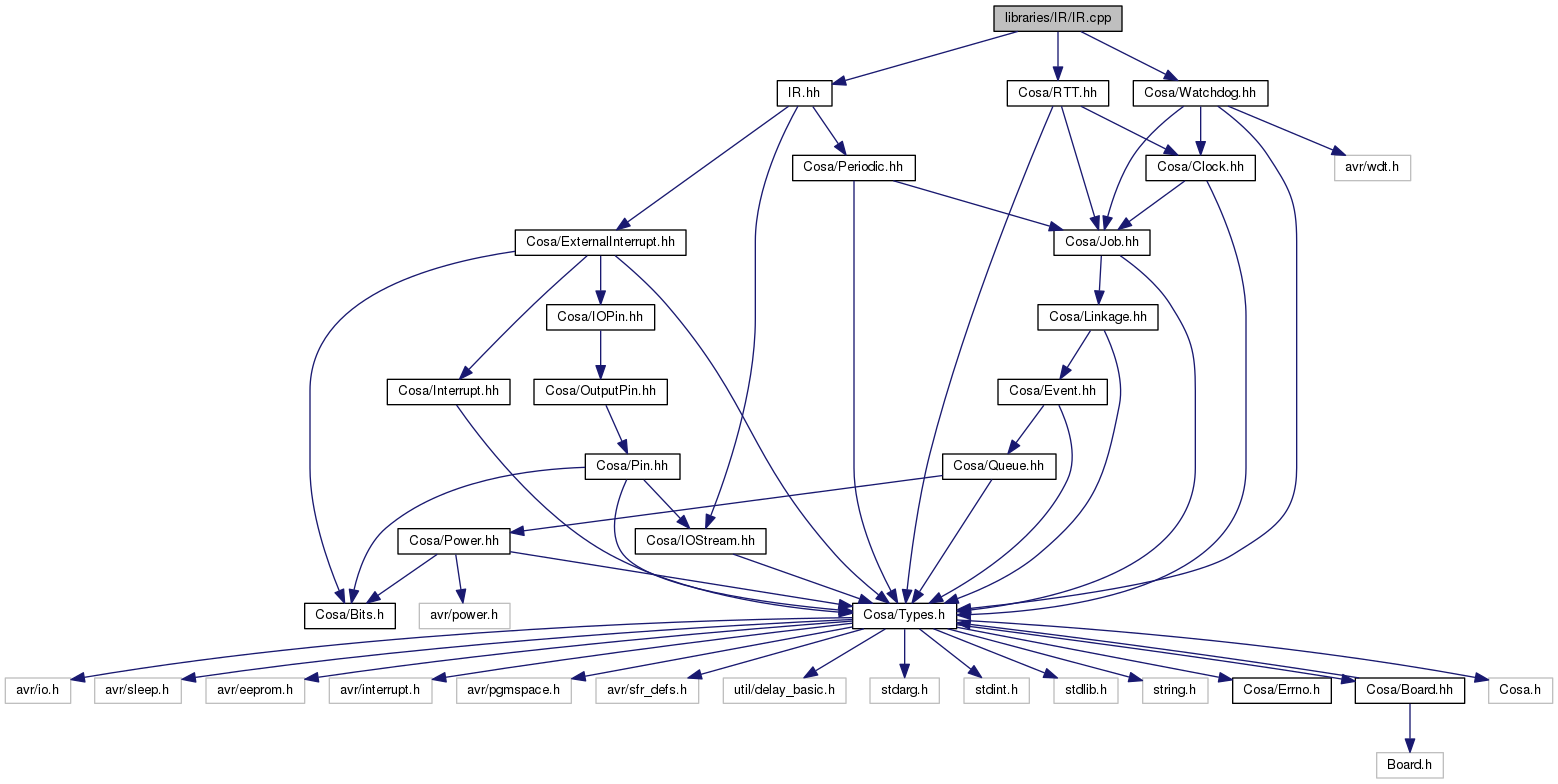 libraries/IR/IR.cpp
IR.hh
Cosa/RTT.hh
Cosa/Watchdog.hh
Cosa/Periodic.hh
Cosa/Clock.hh
avr/wdt.h
Cosa/ExternalInterrupt.hh
Cosa/Job.hh
Cosa/IOPin.hh
Cosa/Linkage.hh
Cosa/Interrupt.hh
Cosa/OutputPin.hh
Cosa/Event.hh
Cosa/Pin.hh
Cosa/Queue.hh
Cosa/Power.hh
Cosa/IOStream.hh
Cosa/Bits.h
avr/power.h
Cosa/Types.h
avr/io.h
avr/sleep.h
avr/eeprom.h
avr/interrupt.h
avr/pgmspace.h
avr/sfr_defs.h
util/delay_basic.h
stdarg.h
stdint.h
stdlib.h
string.h
Cosa/Errno.h
Cosa/Board.hh
Cosa.h
Board.h